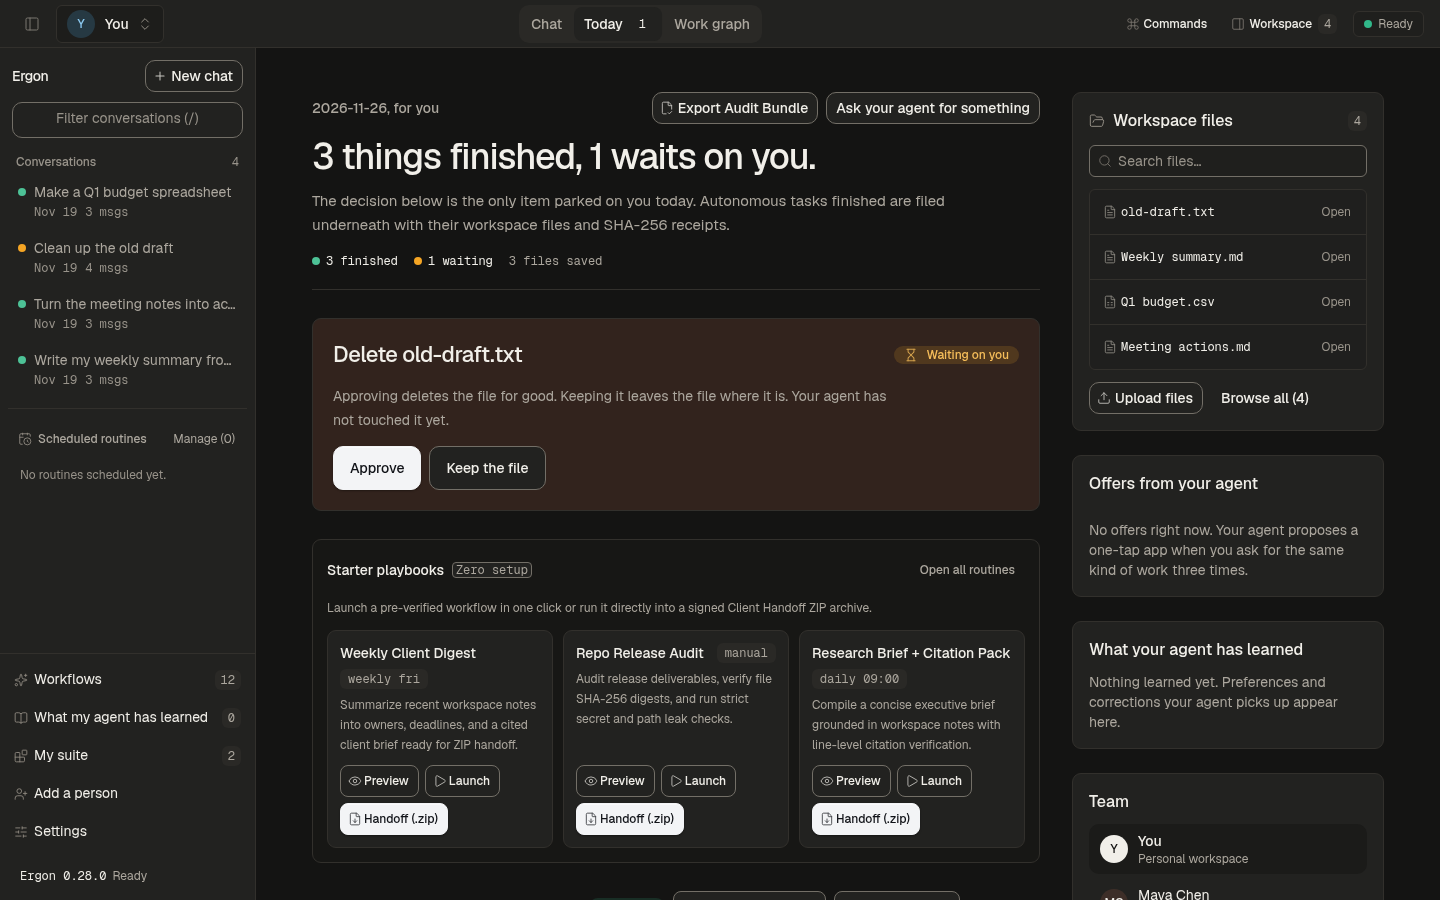 Y You
Chat
Today 1
Work graph
Commands
Workspace 4
Ready
Ergon
New chat
Filter conversations (/)
Conversations 4
Make a Q1 budget spreadsheet
Nov 19 3 msgs
Clean up the old draft
Nov 19 4 msgs
Turn the meeting notes into ac…
Nov 19 3 msgs
Write my weekly summary fro…
Nov 19 3 msgs
Scheduled routines
Manage (0)
No routines scheduled yet.
Workflows 12
What my agent has learned 0
My suite 2
Add a person
Settings
Ergon 0.28.0 Ready
2026-11-26, for you
Export Audit Bundle
Ask your agent for something
3 things finished, 1 waits on you.
The decision below is the only item parked on you today. Autonomous tasks finished are filed
underneath with their workspace files and SHA-256 receipts.
3 finished
1 waiting
3 files saved
Delete old-draft.txt
Waiting on you
Approving deletes the file for good. Keeping it leaves the file where it is. Your agent has
not touched it yet.
Approve
Keep the file
Starter playbooks
Zero setup
Open all routines
Launch a pre-verified workflow in one click or run it directly into a signed Client Handoff ZIP archive.
Weekly Client Digest
weekly fri
Summarize recent workspace notes
into owners, deadlines, and a cited
client brief ready for ZIP handoff.
Preview
Launch
Handoff (.zip)
Repo Release Audit
manual
Audit release deliverables, verify file
SHA-256 digests, and run strict
secret and path leak checks.
Preview
Launch
Handoff (.zip)
Research Brief + Citation Pack
daily 09:00
Compile a concise executive brief
grounded in workspace notes with
line-level citation verification.
Preview
Launch
Handoff (.zip)
Workspace files 4
Search files…
old-draft.txt Open
Weekly summary.md Open
Q1 budget.csv Open
Meeting actions.md Open
Upload files
Browse all (4)
Offers from your agent
No offers right now. Your agent proposes a
one-tap app when you ask for the same
kind of work three times.
What your agent has learned
Nothing learned yet. Preferences and
corrections your agent picks up appear
here.
Team
Y You
Personal workspace
Maya Chen